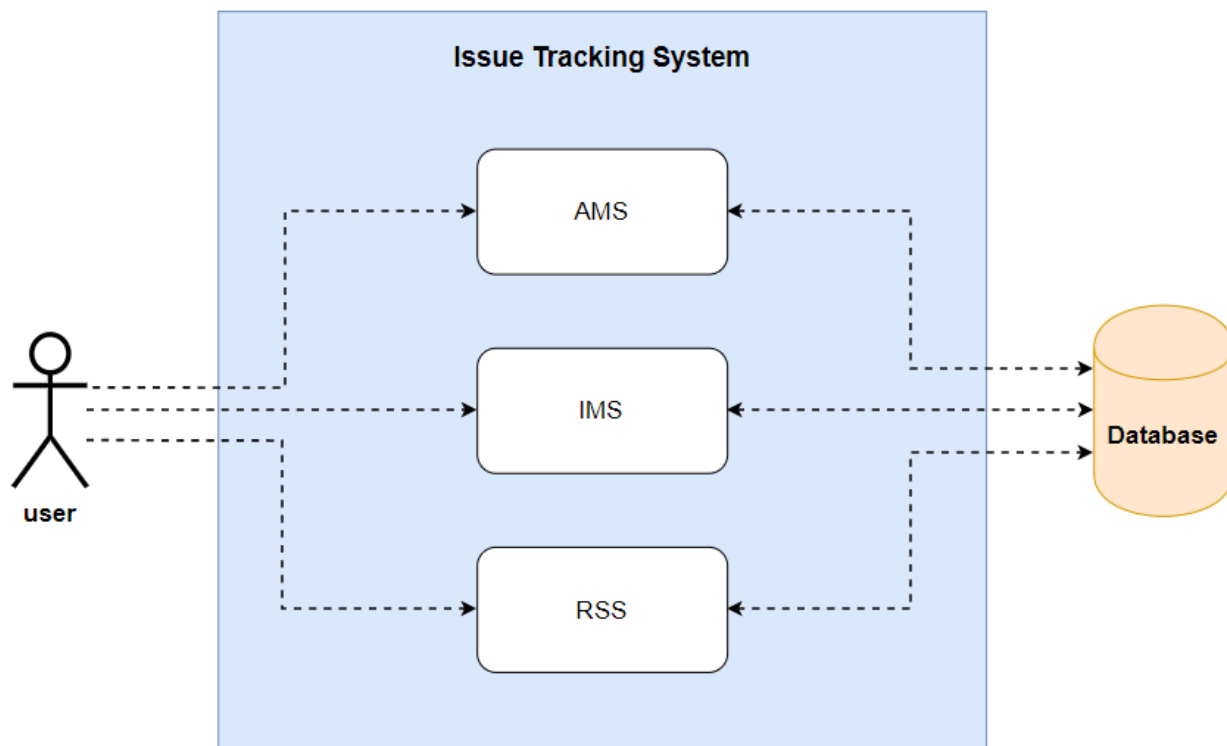 Issue Tracking System
AMS
IMS
Database
user
RSS